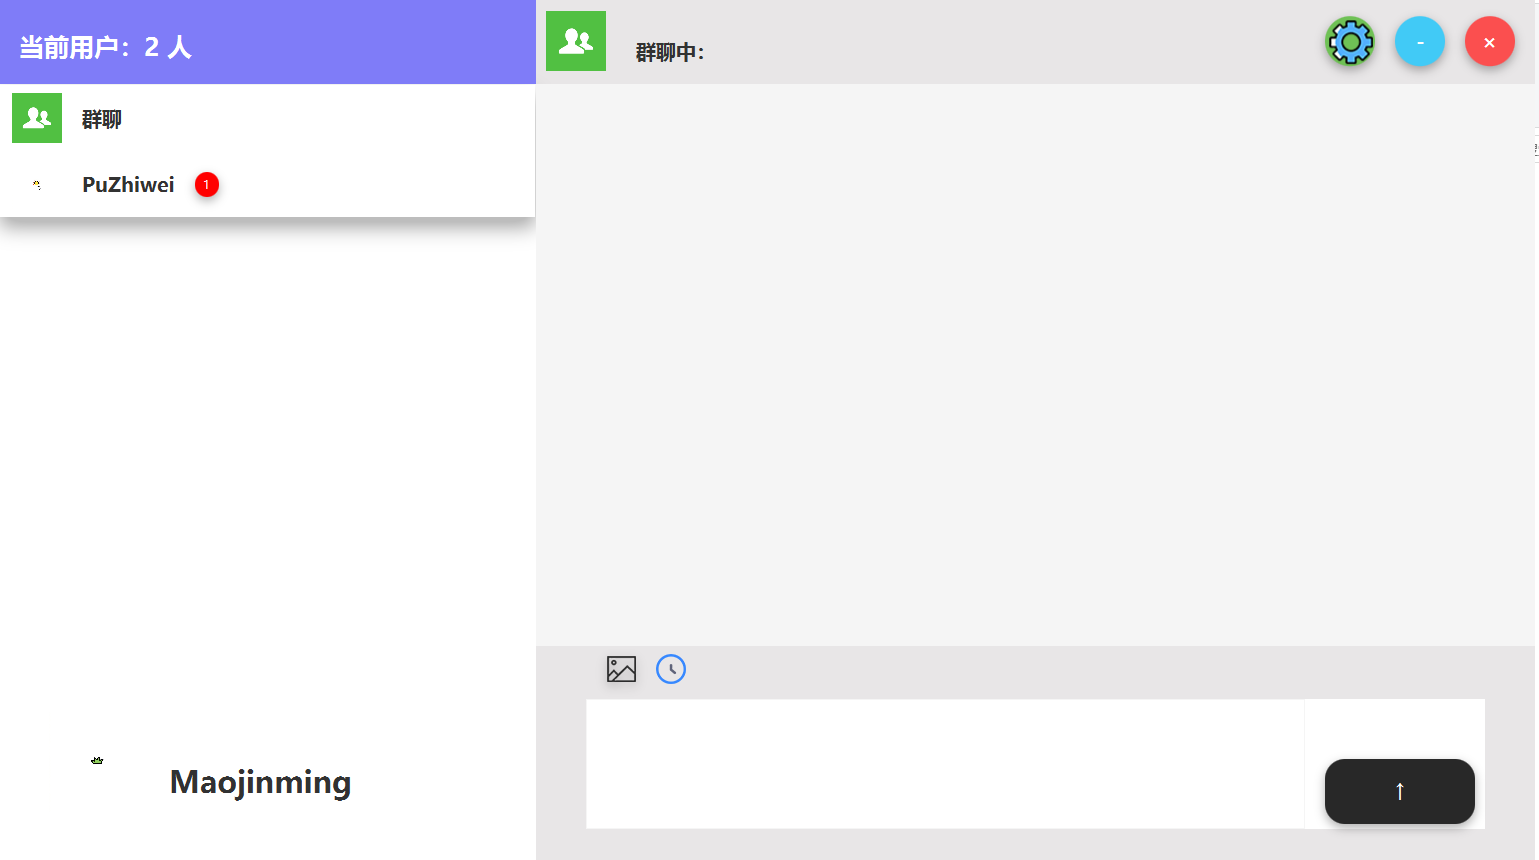 当前用户：2 人
群聊
PuZhiwei
1
Maojinming
群聊中：
-
×
↑